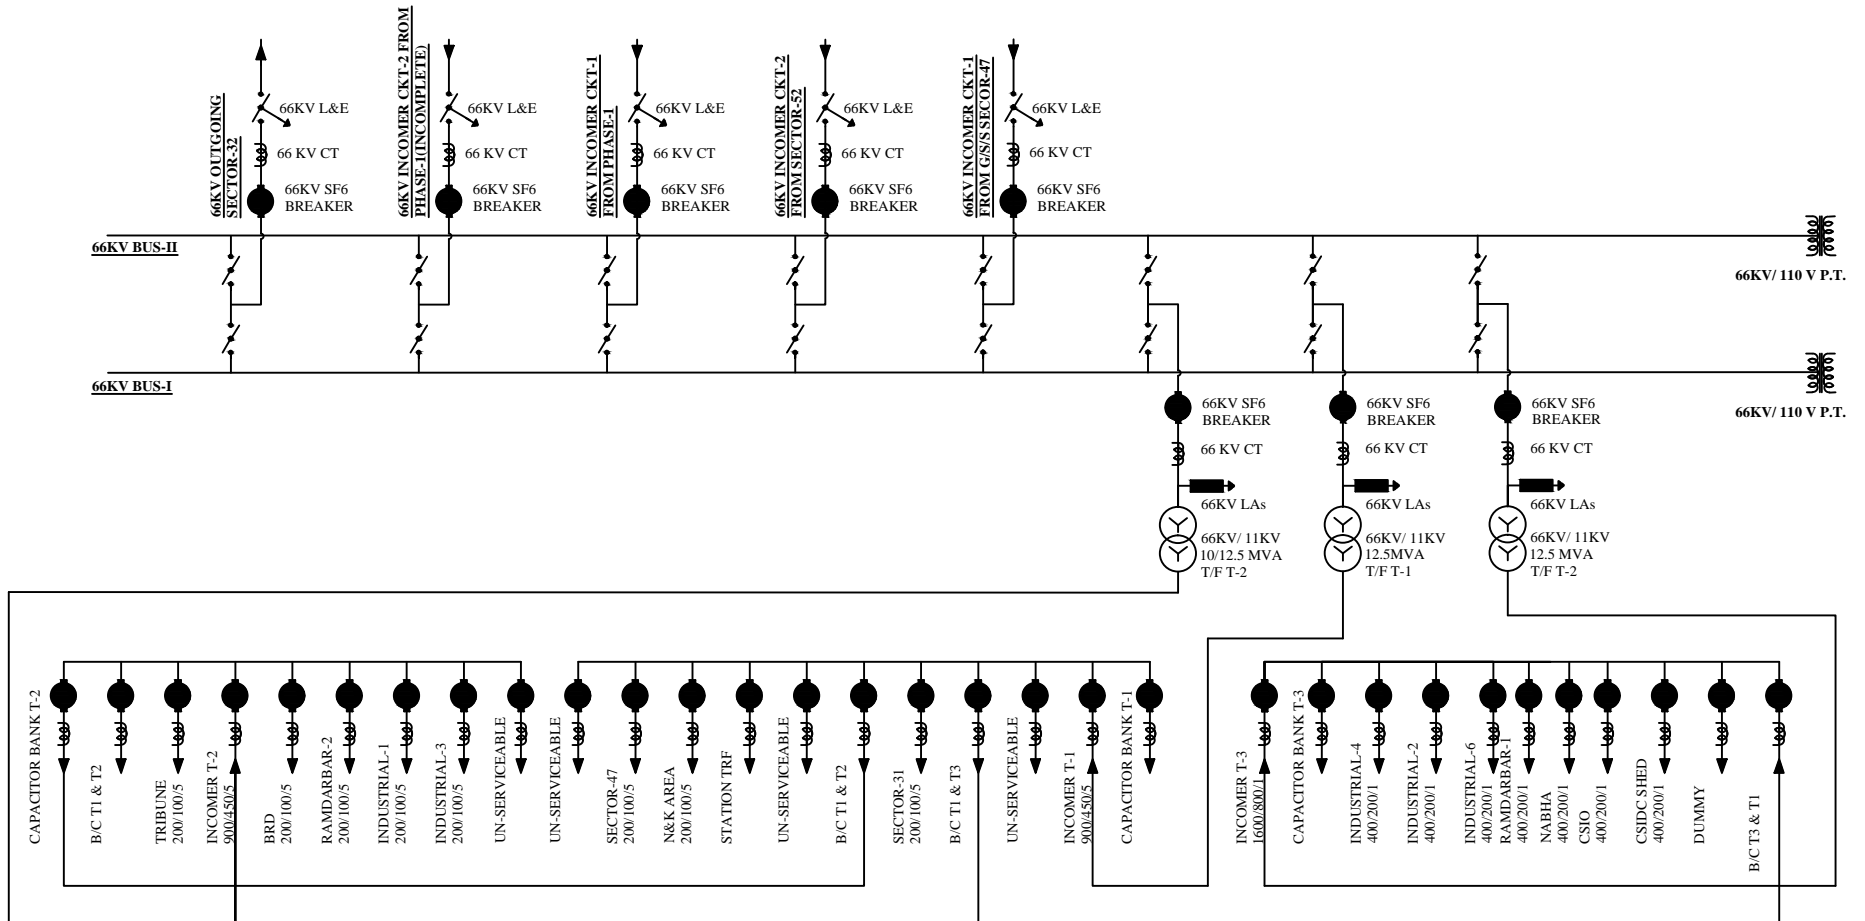 66KV OUTGOING
SECTOR-32
66KV L&E
66 KV CT
66KV SF6
BREAKER
66KV INCOMER CKT-2 FROM
PHASE-1(INCOMPLETE)
66KV L&E
66 KV CT
66KV SF6
BREAKER
66KV INCOMER CKT-1
FROM PHASE-1
66KV L&E
66 KV CT
66KV SF6
BREAKER
66KV INCOMER CKT-2
FROM SECTOR-52
66KV L&E
66 KV CT
66KV SF6
BREAKER
66KV INCOMER CKT-1
FROM G/S/S SECOR-47
66KV L&E
66 KV CT
66KV SF6
BREAKER
66KV BUS-II
66KV/ 110 V P.T.
66KV BUS-I
66KV/ 110 V P.T.
66KV SF6
BREAKER
66 KV CT
66KV LAs
66KV/ 11KV
10/12.5 MVA
T/F T-2
66KV SF6
BREAKER
66 KV CT
66KV LAs
66KV/ 11KV
12.5MVA
T/F T-1
66KV SF6
BREAKER
66 KV CT
66KV LAs
66KV/ 11KV
12.5 MVA
T/F T-2
CAPACITOR BANK T-2
B/C T1 & T2
TRIBUNE
200/100/5
INCOMER T-2
900/450/5
BRD
200/100/5
RAMDARBAR-2
200/100/5
INDUSTRIAL-1
200/100/5
INDUSTRIAL-3
200/100/5
UN-SERVICEABLE
UN-SERVICEABLE
SECTOR-47
200/100/5
N&K AREA
200/100/5
STATION TRF
UN-SERVICEABLE
B/C T1 & T2
SECTOR-31
200/100/5
B/C T1 & T3
UN-SERVICEABLE
INCOMER T-1
900/450/5
CAPACITOR BANK T-1
INCOMER T-3
1600/800/1
CAPACITOR BANK T-3
INDUSTRIAL-4
400/200/1
INDUSTRIAL-2
400/200/1
INDUSTRIAL-6
400/200/1
RAMIDARBAR-1
400/200/1
NABHA
400/200/1
CSIO
400/200/1
CSIDC SHED
400/200/1
DUMMY
B/C T3 & T1